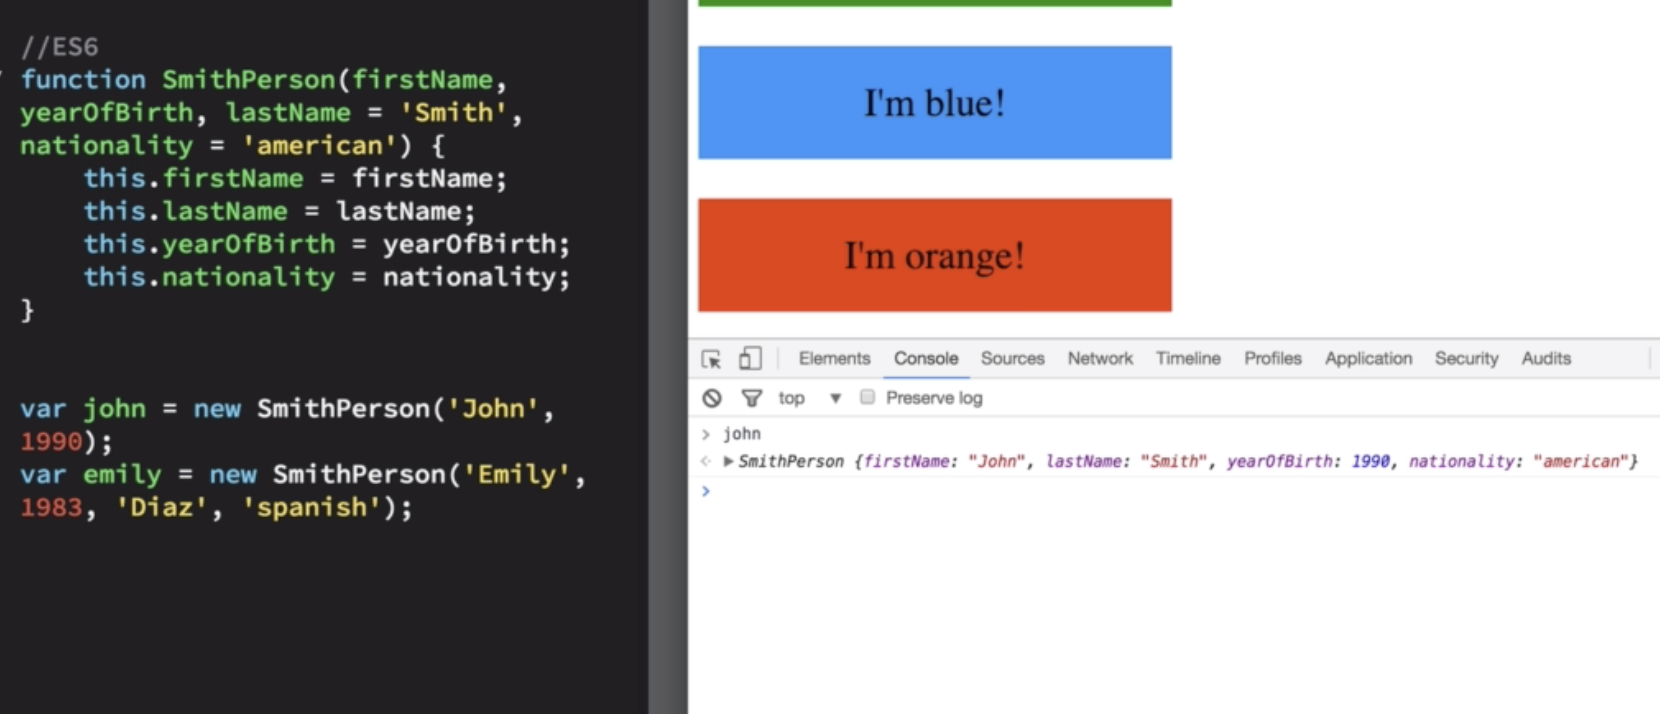 //ES6
function SmithPerson(firstName,
yearOfBirth, lastName = 'Smith',
nationality = 'american') {
    this.firstName = firstName;
    this.lastName = lastName;
    this.yearOfBirth = yearOfBirth;
    this.nationality = nationality;
}
var john = new SmithPerson('John',
1990);
var emily = new SmithPerson('Emily',
1983, 'Diaz', 'spanish');
I'm blue!
I'm orange!
Elements Console Sources Network Timeline Profiles Application Security Audits
top Preserve log
john
SmithPerson {firstName: "John", lastName: "Smith", yearOfBirth: 1990, nationality: "american"}